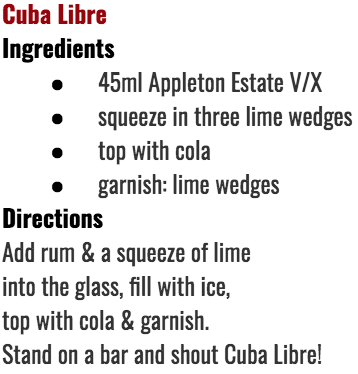 Cuba Libre
Ingredients
● 45ml Appleton Estate V/X
● squeeze in three lime wedges
● top with cola
● garnish: lime wedges
Directions
Add rum & a squeeze of lime
into the glass, fill with ice,
top with cola & garnish.
Stand on a bar and shout Cuba Libre!